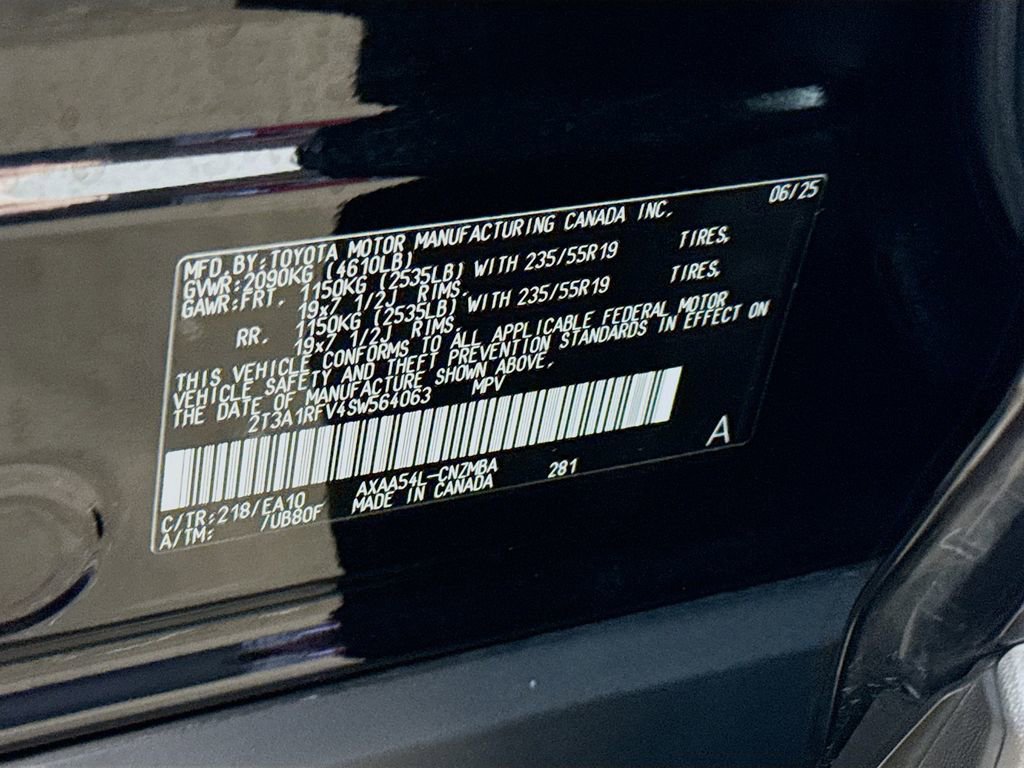 06/25
MFD. BY: TOYOTA MOTOR MANUFACTURING CANADA INC.
GVWR: 2090KG (4610LB)
GAWR: FRT. 1150KG (2535LB) WITH 235/55R19 TIRES,
19x7 1/2J RIMS.
RR. 1150KG (2535LB) WITH 235/55R19 TIRES,
19x7 1/2J RIMS.
THIS VEHICLE CONFORMS TO ALL APPLICABLE FEDERAL MOTOR
VEHICLE SAFETY AND THEFT PREVENTION STANDARDS IN EFFECT ON
THE DATE OF MANUFACTURE SHOWN ABOVE.
2T3A1RFV4SW564063 MPV
A
C/TR: 218/EA10 AXAA54L-CNZMBA 281
A/TM: /UB80F MADE IN CANADA